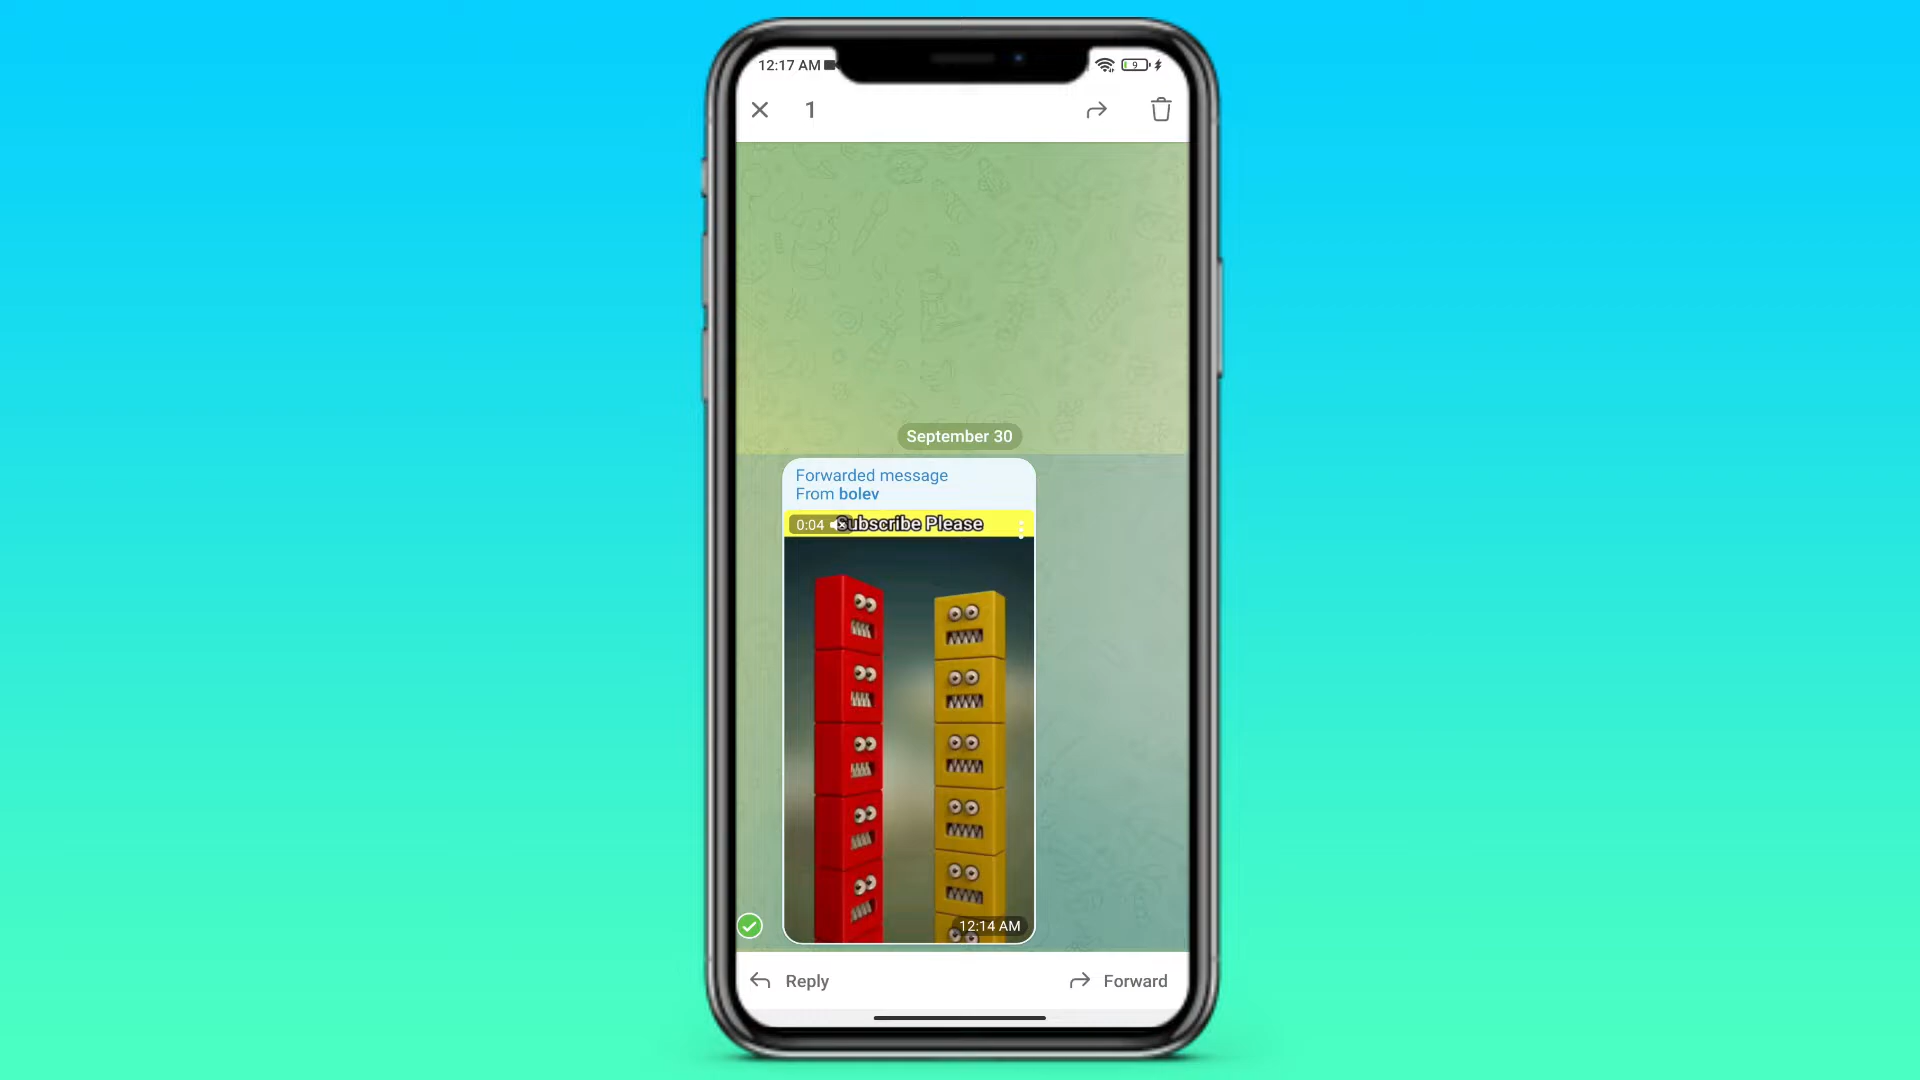 12:17 AM
9
1
September 30
Forwarded message
From bolev
0:04
Subscribe Please
12:14 AM
Reply
Forward